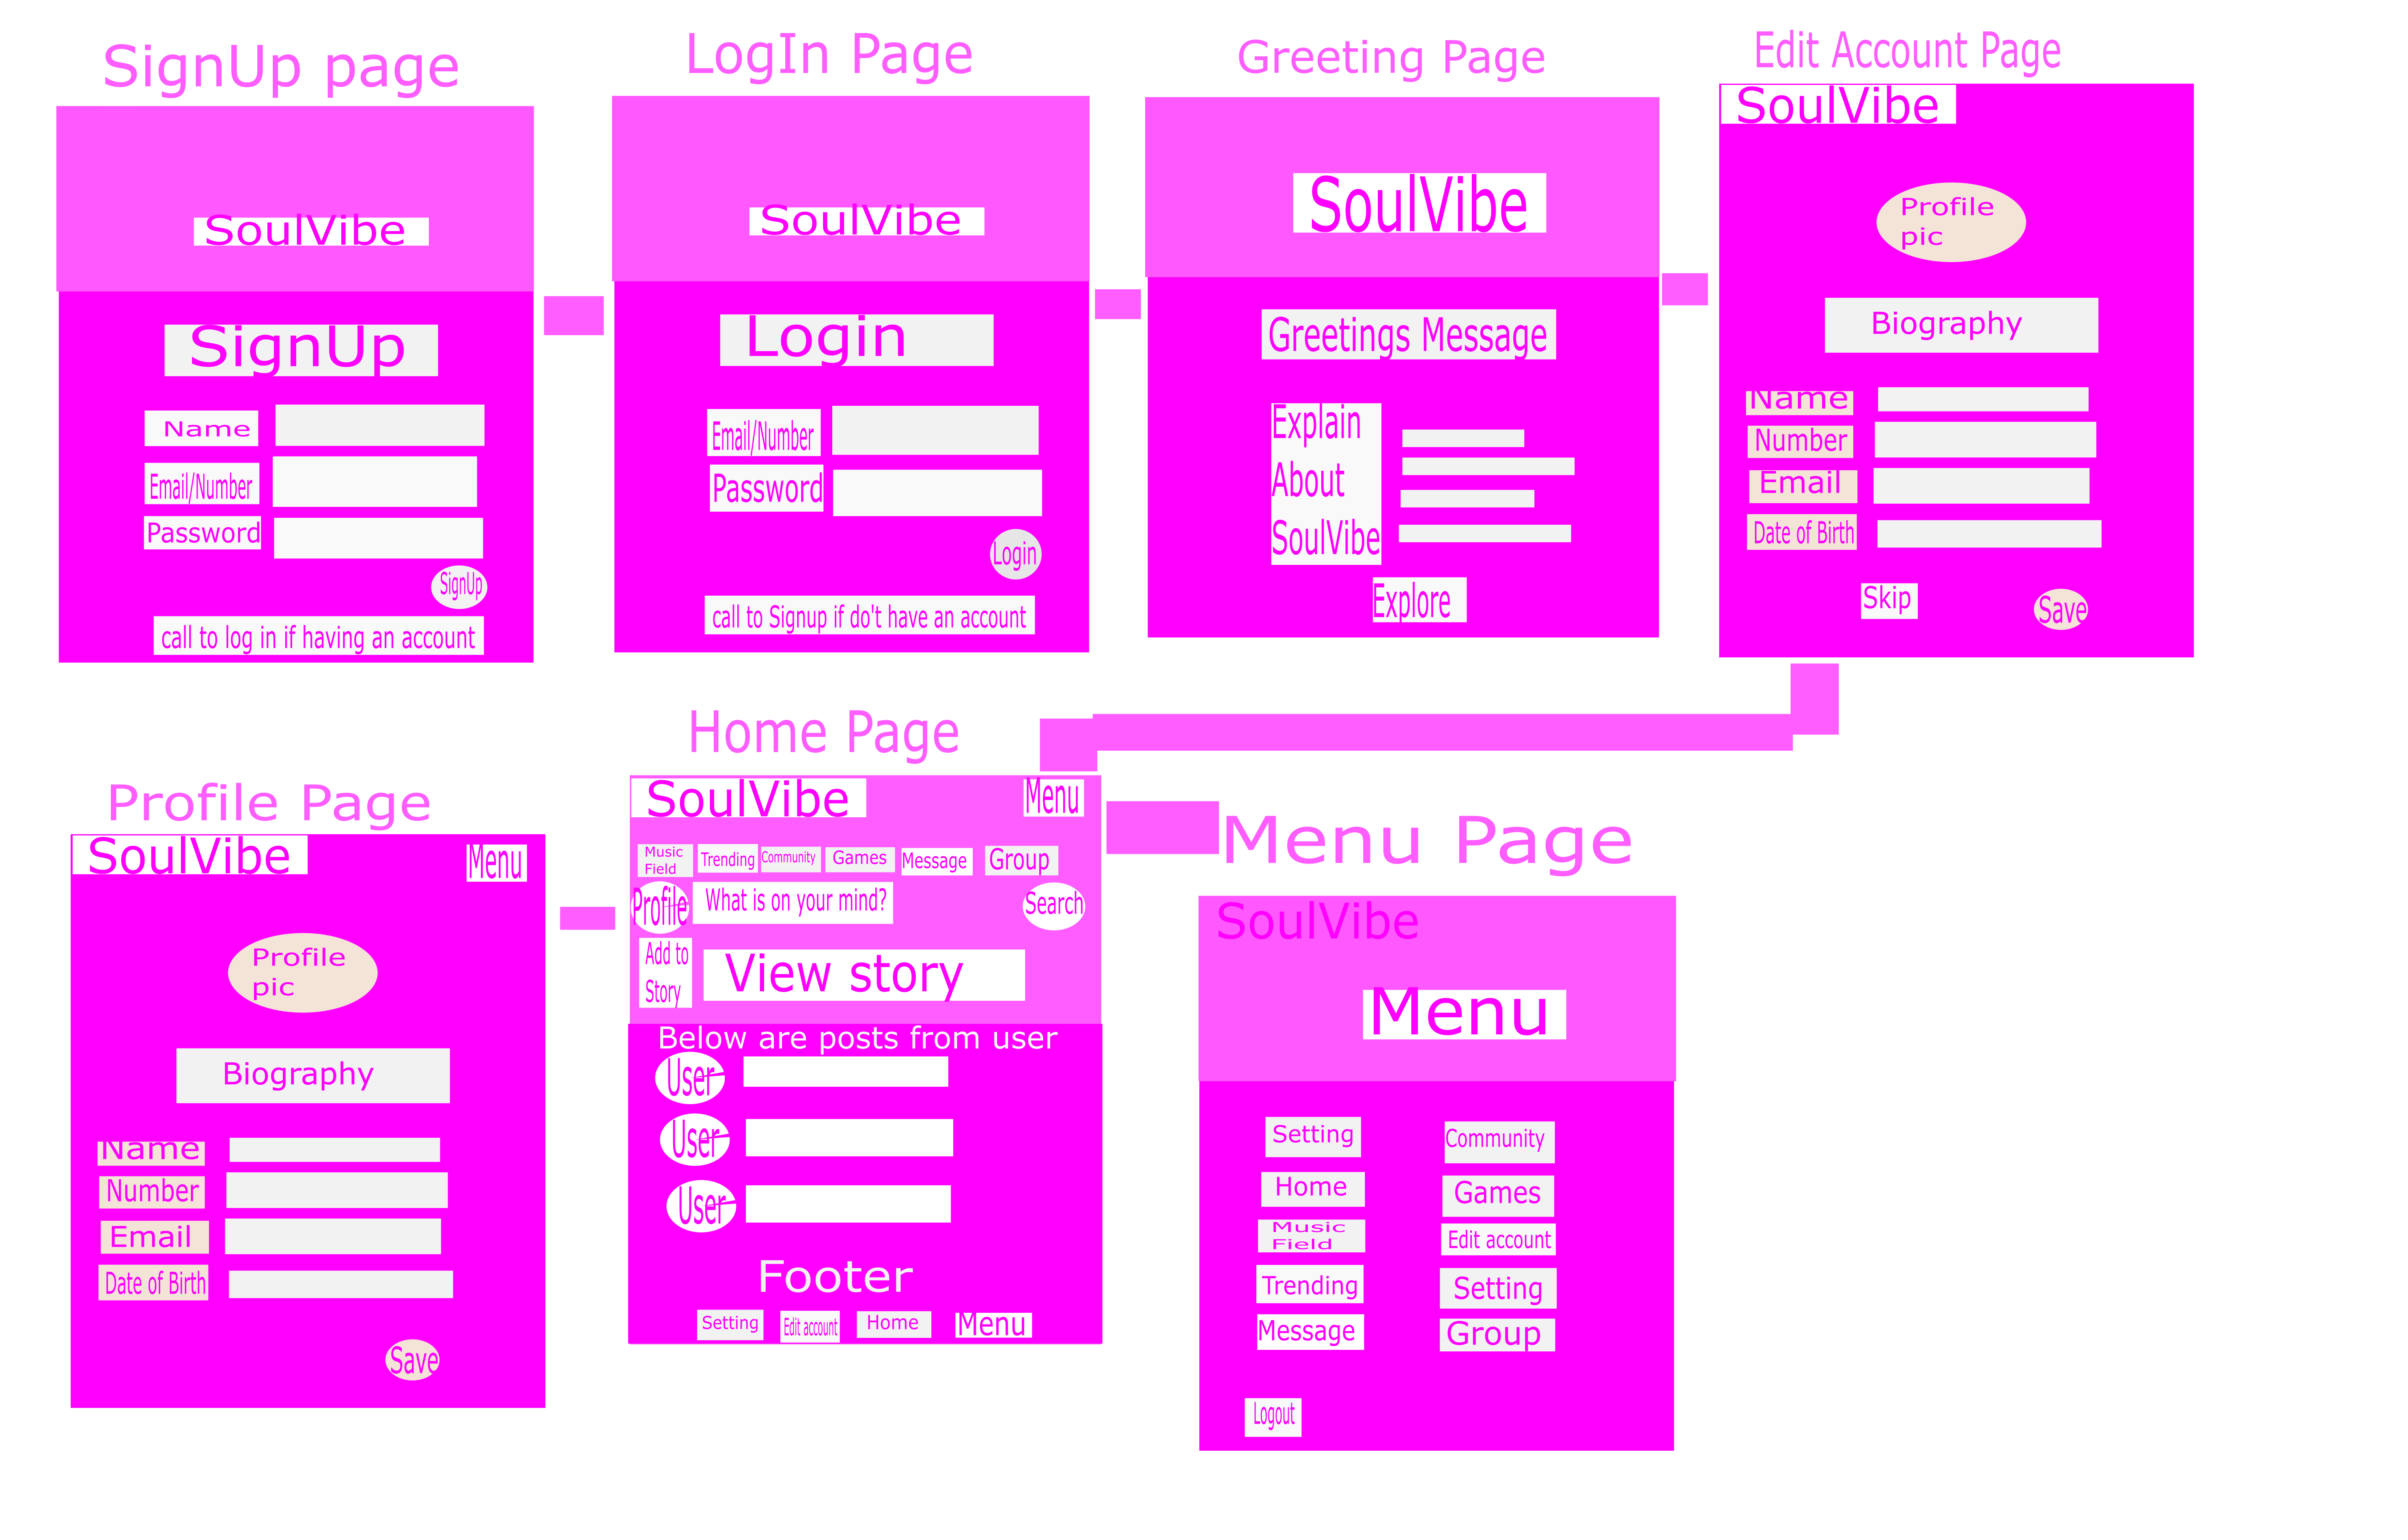 SignUp page
SoulVibe
SignUp
Name
Email/Number
Password
SignUp
call to log in if having an account
LogIn Page
SoulVibe
Login
Email/Number
Password
Login
call to Signup if do't have an account
Greeting Page
SoulVibe
Greetings Message
Explain
About
SoulVibe
Explore
Edit Account Page
SoulVibe
Profile
pic
Biography
Name
Number
Email
Date of Birth
Skip
Save
Profile Page
SoulVibe
Menu
Profile
pic
Biography
Name
Number
Email
Date of Birth
Save
Home Page
SoulVibe
Menu
Music
Field
Trending
Community
Games
Message
Group
Profile
What is on your mind?
Search
Add to
Story
View story
Below are posts from user
User
User
User
Footer
Setting
Edit account
Home
Menu
Menu Page
SoulVibe
Menu
Setting
Community
Home
Games
Music
Field
Edit account
Trending
Setting
Message
Group
Logout